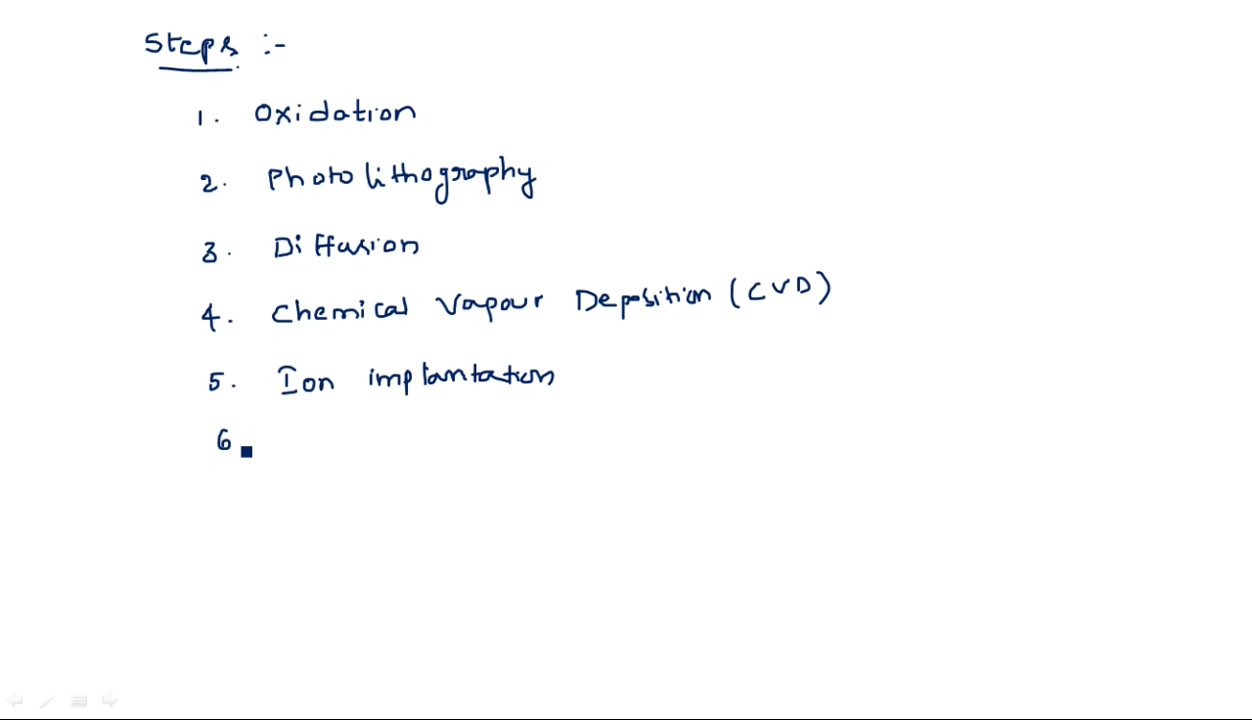 Steps :-
1. Oxidation
2. Photolithography
3. Diffusion
4. Chemical Vapour Deposition (CVD)
5. Ion implantation
6.